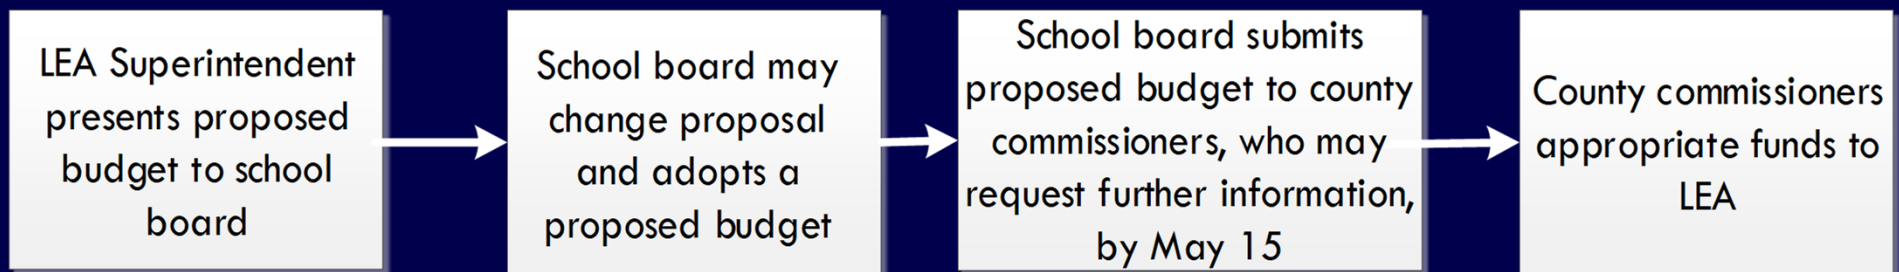 LEA Superintendent
presents proposed
budget to school
board
School board may
change proposal
and adopts a
proposed budget
School board submits
proposed budget to county
commissioners, who may
request further information,
by May 15
County commissioners
appropriate funds to
LEA